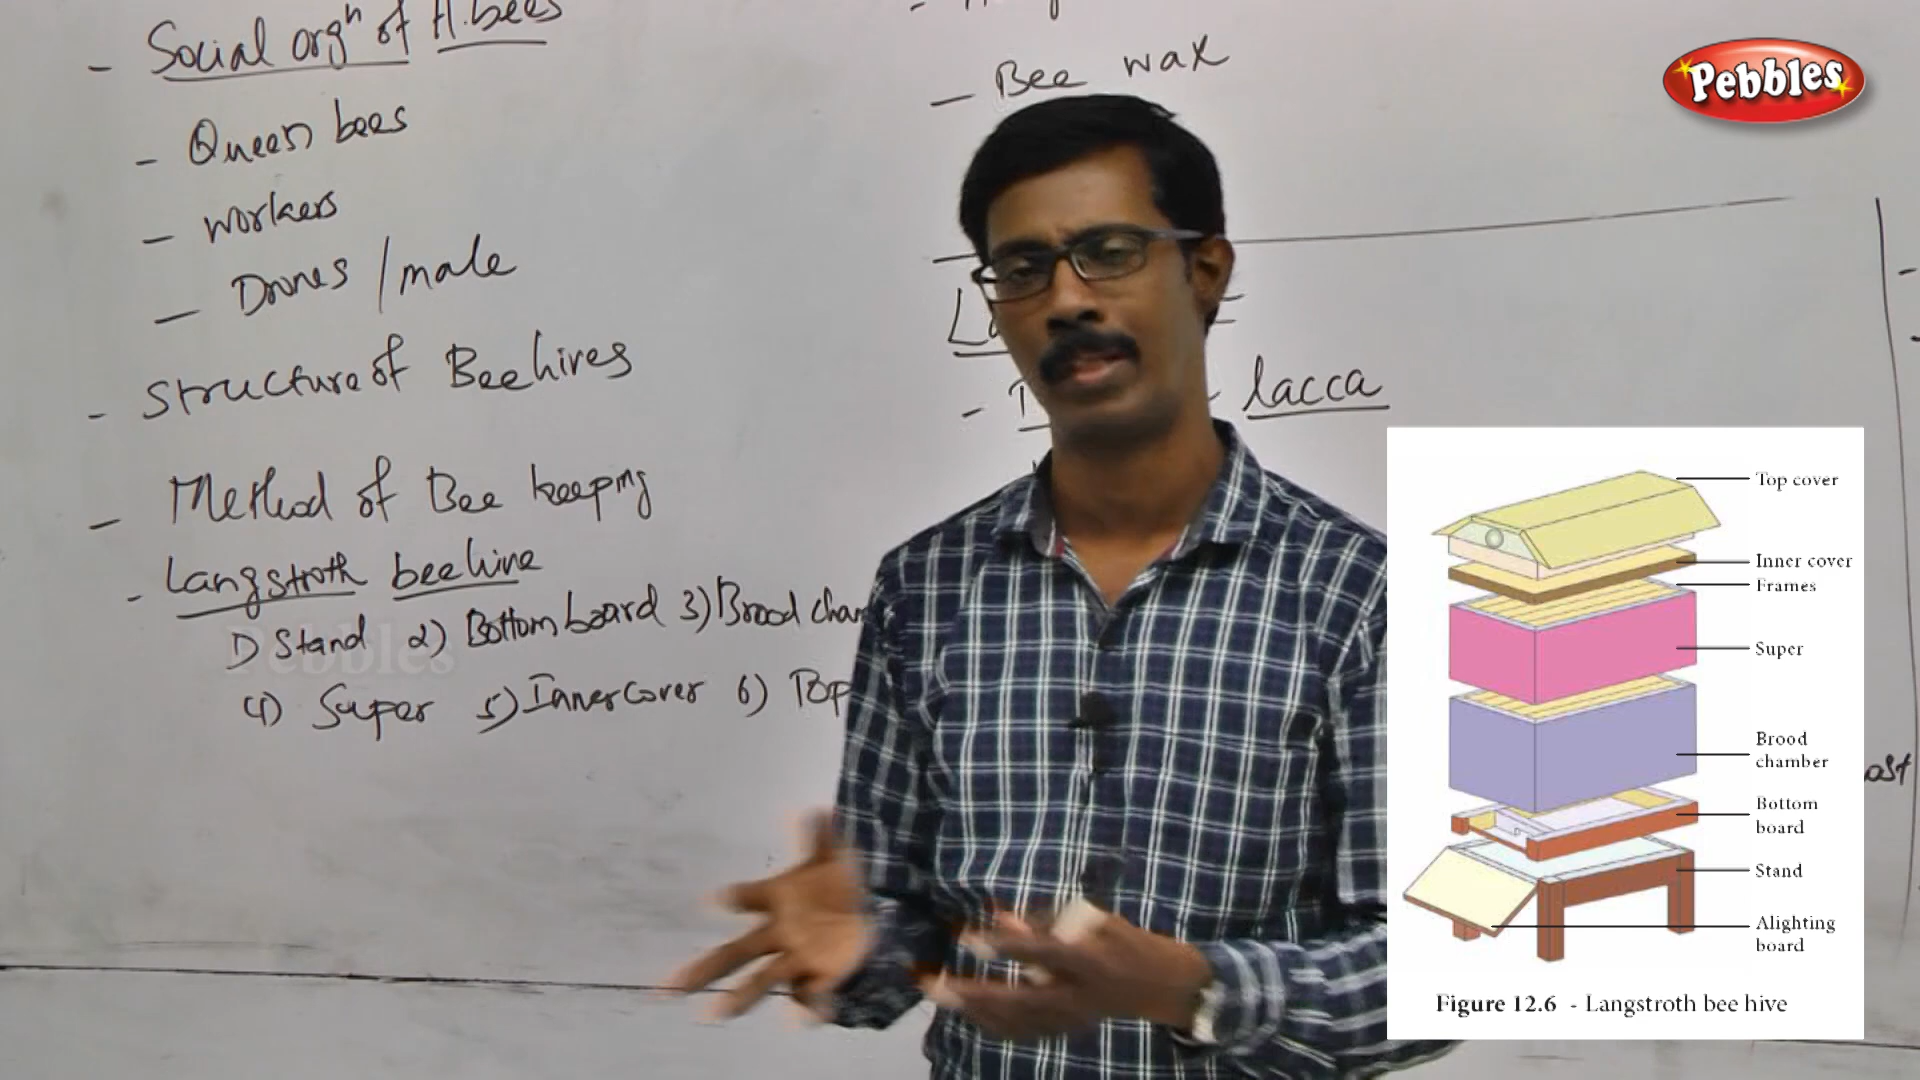 - Social orgⁿ of H.bees
- Queen bees
- workers
- Drones / male
- Structure of Beehives
- Method of Bee keeping
- Langstroth beehive
1) Stand 2) Bottom board 3) Brood cham
4) Super 5) Inner cover 6) Top
- Bee wax
lacca
Pebbles
Pebbles
Top cover
Inner cover
Frames
Super
Brood
chamber
Bottom
board
Stand
Alighting
board
Figure 12.6 - Langstroth bee hive